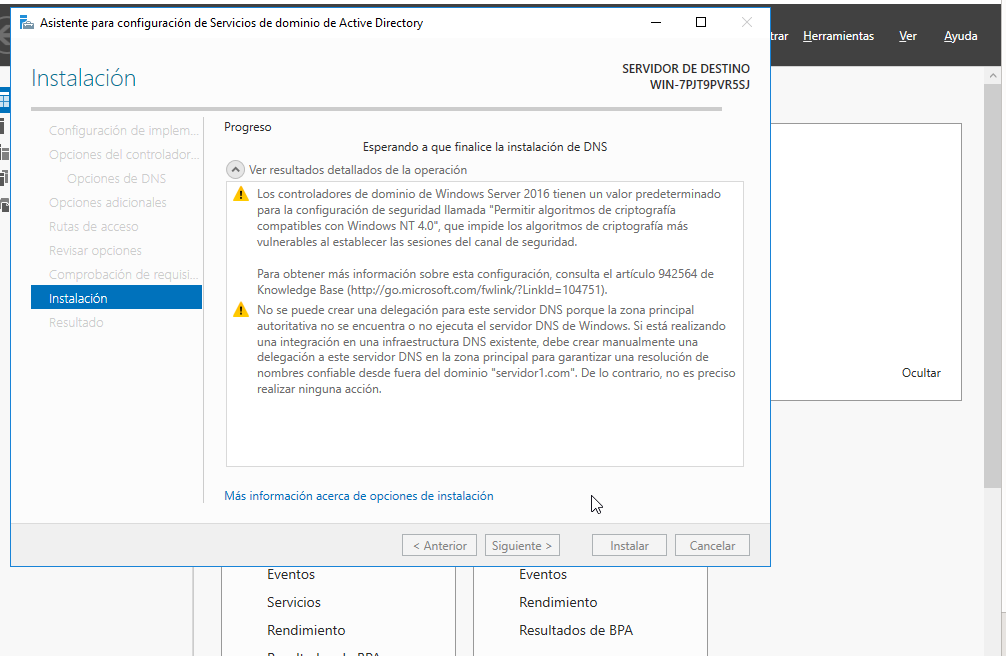 Asistente para configuración de Servicios de dominio de Active Directory
Herramientas
Ver
Ayuda
Instalación
SERVIDOR DE DESTINO
WIN-7PJT9PVR5SJ
Configuración de implem...
Opciones del controlador...
Opciones de DNS
Opciones adicionales
Rutas de acceso
Revisar opciones
Comprobación de requisi...
Instalación
Resultado
Progreso
Esperando a que finalice la instalación de DNS
Ver resultados detallados de la operación
Los controladores de dominio de Windows Server 2016 tienen un valor predeterminado
para la configuración de seguridad llamada "Permitir algoritmos de criptografía
compatibles con Windows NT 4.0", que impide los algoritmos de criptografía más
vulnerables al establecer las sesiones del canal de seguridad.
Para obtener más información sobre esta configuración, consulta el artículo 942564 de
Knowledge Base (http://go.microsoft.com/fwlink/?LinkId=104751).
No se puede crear una delegación para este servidor DNS porque la zona principal
autoritativa no se encuentra o no ejecuta el servidor DNS de Windows. Si está realizando
una integración en una infraestructura DNS existente, debe crear manualmente una
delegación a este servidor DNS en la zona principal para garantizar una resolución de
nombres confiable desde fuera del dominio "servidor1.com". De lo contrario, no es preciso
realizar ninguna acción.
Ocultar
Más información acerca de opciones de instalación
< Anterior
Siguiente >
Instalar
Cancelar
Eventos
Servicios
Rendimiento
Eventos
Rendimiento
Resultados de BPA